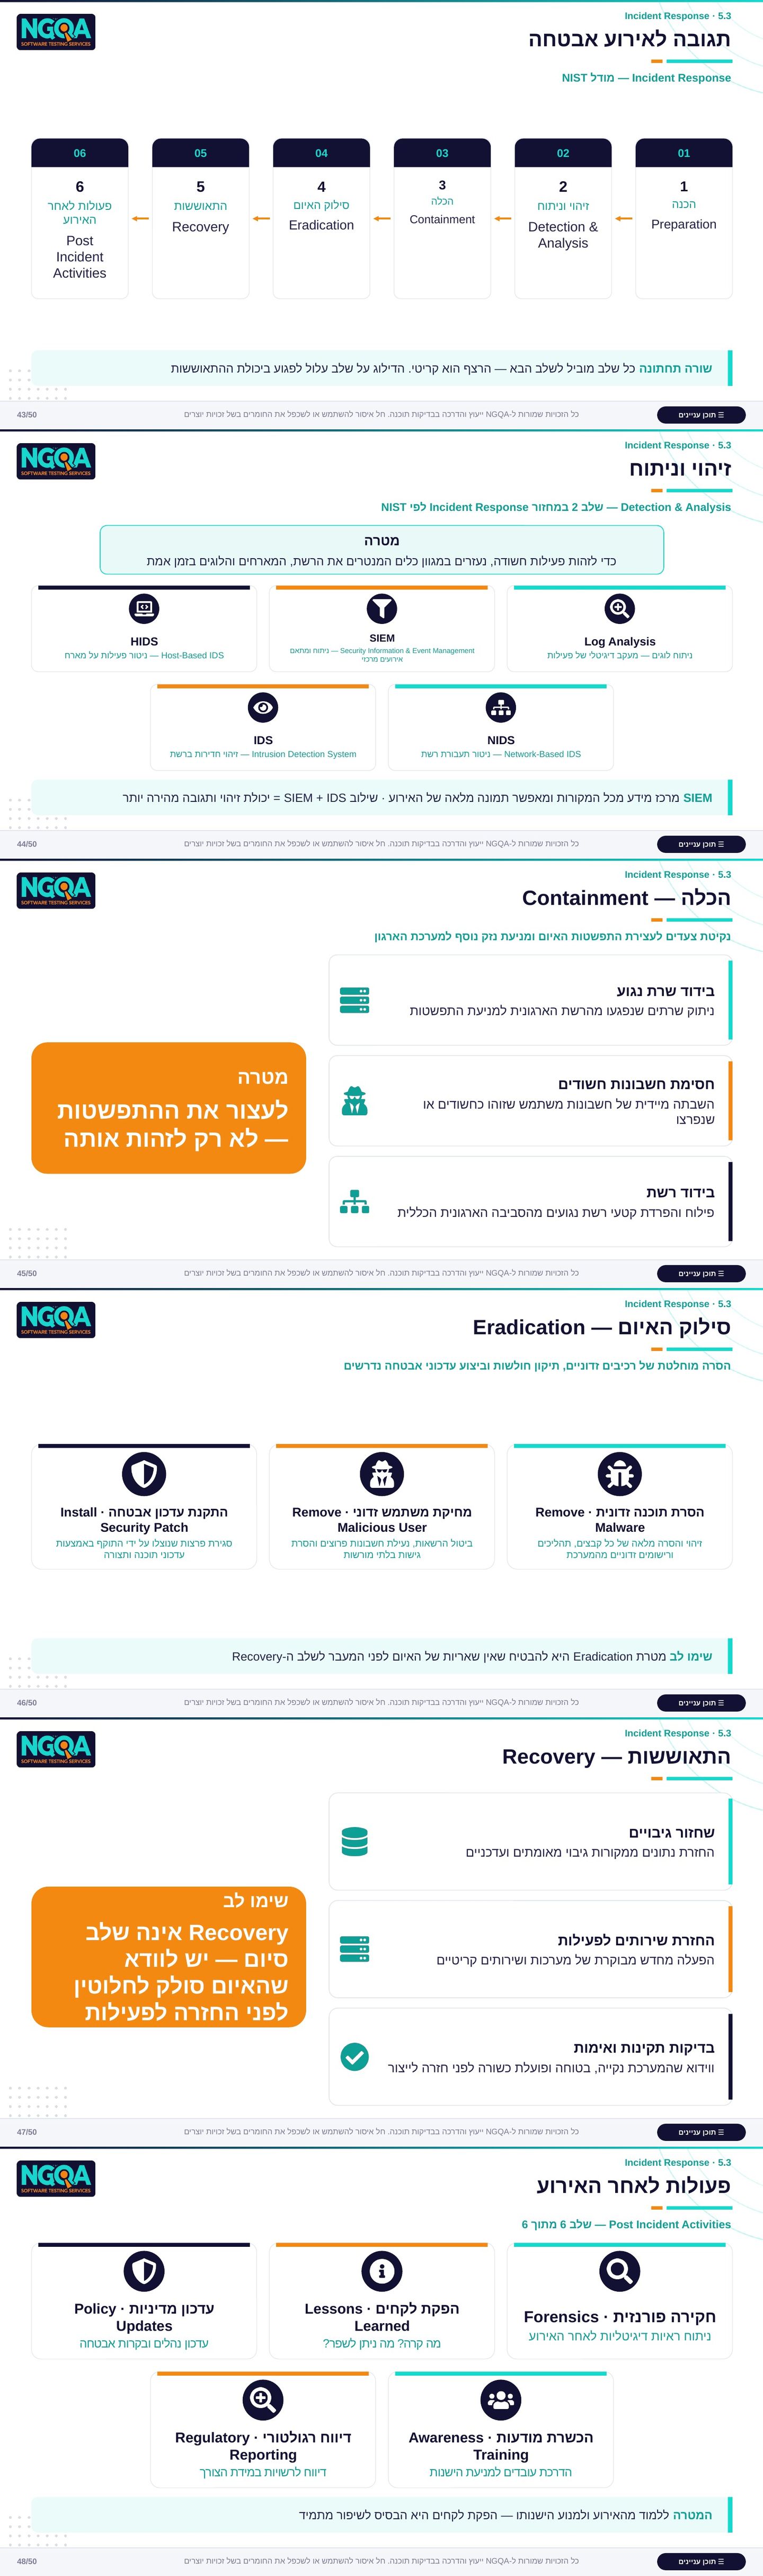 NGQA
SOFTWARE TESTING SERVICES
Incident Response · 5.3
תגובה לאירוע אבטחה
Incident Response — מודל NIST
01
1
הכנה
Preparation
02
2
זיהוי וניתוח
Detection &
Analysis
03
3
הכלה
Containment
04
4
סילוק האיום
Eradication
05
5
התאוששות
Recovery
06
6
פעולות לאחר
האירוע
Post
Incident
Activities
שורה תחתונה כל שלב מוביל לשלב הבא — הרצף הוא קריטי. הדילוג על שלב עלול לפגוע ביכולת ההתאוששות
☰ תוכן עניינים
כל הזכויות שמורות ל-NGQA ייעוץ והדרכה בבדיקות תוכנה. חל איסור להשתמש או לשכפל את החומרים בשל זכויות יוצרים
43/50
NGQA
SOFTWARE TESTING SERVICES
Incident Response · 5.3
זיהוי וניתוח
Detection & Analysis — שלב 2 במחזור Incident Response לפי NIST
מטרה
כדי לזהות פעילות חשודה, נעזרים במגוון כלים המנטרים את הרשת, המארחים והלוגים בזמן אמת
Log Analysis
ניתוח לוגים — מעקב דיגיטלי של פעילות
SIEM
Security Information & Event Management — ניתוח ומתאם
אירועים מרכזי
HIDS
Host-Based IDS — ניטור פעילות על מארח
NIDS
Network-Based IDS — ניטור תעבורת רשת
IDS
Intrusion Detection System — זיהוי חדירות ברשת
SIEM מרכז מידע מכל המקורות ומאפשר תמונה מלאה של האירוע · שילוב SIEM + IDS = יכולת זיהוי ותגובה מהירה יותר
☰ תוכן עניינים
כל הזכויות שמורות ל-NGQA ייעוץ והדרכה בבדיקות תוכנה. חל איסור להשתמש או לשכפל את החומרים בשל זכויות יוצרים
44/50
NGQA
SOFTWARE TESTING SERVICES
Incident Response · 5.3
הכלה — Containment
נקיטת צעדים לעצירת התפשטות האיום ומניעת נזק נוסף למערכת הארגון
בידוד שרת נגוע
ניתוק שרתים שנפגעו מהרשת הארגונית למניעת התפשטות
חסימת חשבונות חשודים
השבתה מיידית של חשבונות משתמש שזוהו כחשודים או
שנפרצו
בידוד רשת
פילוח והפרדת קטעי רשת נגועים מהסביבה הארגונית הכללית
מטרה
לעצור את ההתפשטות
— לא רק לזהות אותה
☰ תוכן עניינים
כל הזכויות שמורות ל-NGQA ייעוץ והדרכה בבדיקות תוכנה. חל איסור להשתמש או לשכפל את החומרים בשל זכויות יוצרים
45/50
NGQA
SOFTWARE TESTING SERVICES
Incident Response · 5.3
סילוק האיום — Eradication
הסרה מוחלטת של רכיבים זדוניים, תיקון חולשות וביצוע עדכוני אבטחה נדרשים
הסרת תוכנה זדונית · Remove
Malware
זיהוי והסרה מלאה של כל קבצים, תהליכים
ורישומים זדוניים מהמערכת
מחיקת משתמש זדוני · Remove
Malicious User
ביטול הרשאות, נעילת חשבונות פרוצים והסרת
גישות בלתי מורשות
התקנת עדכון אבטחה · Install
Security Patch
סגירת פרצות שנוצלו על ידי התוקף באמצעות
עדכוני תוכנה ותצורה
שימו לב מטרת Eradication היא להבטיח שאין שאריות של האיום לפני המעבר לשלב ה-Recovery
☰ תוכן עניינים
כל הזכויות שמורות ל-NGQA ייעוץ והדרכה בבדיקות תוכנה. חל איסור להשתמש או לשכפל את החומרים בשל זכויות יוצרים
46/50
NGQA
SOFTWARE TESTING SERVICES
Incident Response · 5.3
התאוששות — Recovery
שחזור גיבויים
החזרת נתונים ממקורות גיבוי מאומתים ועדכניים
החזרת שירותים לפעילות
הפעלה מחדש מבוקרת של מערכות ושירותים קריטיים
בדיקות תקינות ואימות
ווידוא שהמערכת נקייה, בטוחה ופועלת כשורה לפני חזרה לייצור
שימו לב
Recovery אינה שלב
סיום — יש לוודא
שהאיום סולק לחלוטין
לפני החזרה לפעילות
☰ תוכן עניינים
כל הזכויות שמורות ל-NGQA ייעוץ והדרכה בבדיקות תוכנה. חל איסור להשתמש או לשכפל את החומרים בשל זכויות יוצרים
47/50
NGQA
SOFTWARE TESTING SERVICES
Incident Response · 5.3
פעולות לאחר האירוע
Post Incident Activities — שלב 6 מתוך 6
חקירה פורנזית · Forensics
ניתוח ראיות דיגיטליות לאחר האירוע
הפקת לקחים · Lessons
Learned
מה קרה? מה ניתן לשפר?
עדכון מדיניות · Policy
Updates
עדכון נהלים ובקרות אבטחה
הכשרת מודעות · Awareness
Training
הדרכת עובדים למניעת הישנות
דיווח רגולטורי · Regulatory
Reporting
דיווח לרשויות במידת הצורך
המטרה ללמוד מהאירוע ולמנוע הישנותו — הפקת לקחים היא הבסיס לשיפור מתמיד
☰ תוכן עניינים
כל הזכויות שמורות ל-NGQA ייעוץ והדרכה בבדיקות תוכנה. חל איסור להשתמש או לשכפל את החומרים בשל זכויות יוצרים
48/50